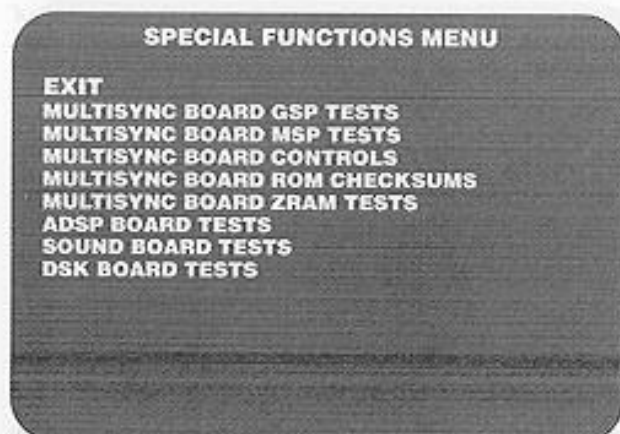 SPECIAL FUNCTIONS MENU
EXIT
MULTISYNC BOARD GSP TESTS
MULTISYNC BOARD MSP TESTS
MULTISYNC BOARD CONTROLS
MULTISYNC BOARD ROM CHECKSUMS
MULTISYNC BOARD ZRAM TESTS
ADSP BOARD TESTS
SOUND BOARD TESTS
DSK BOARD TESTS